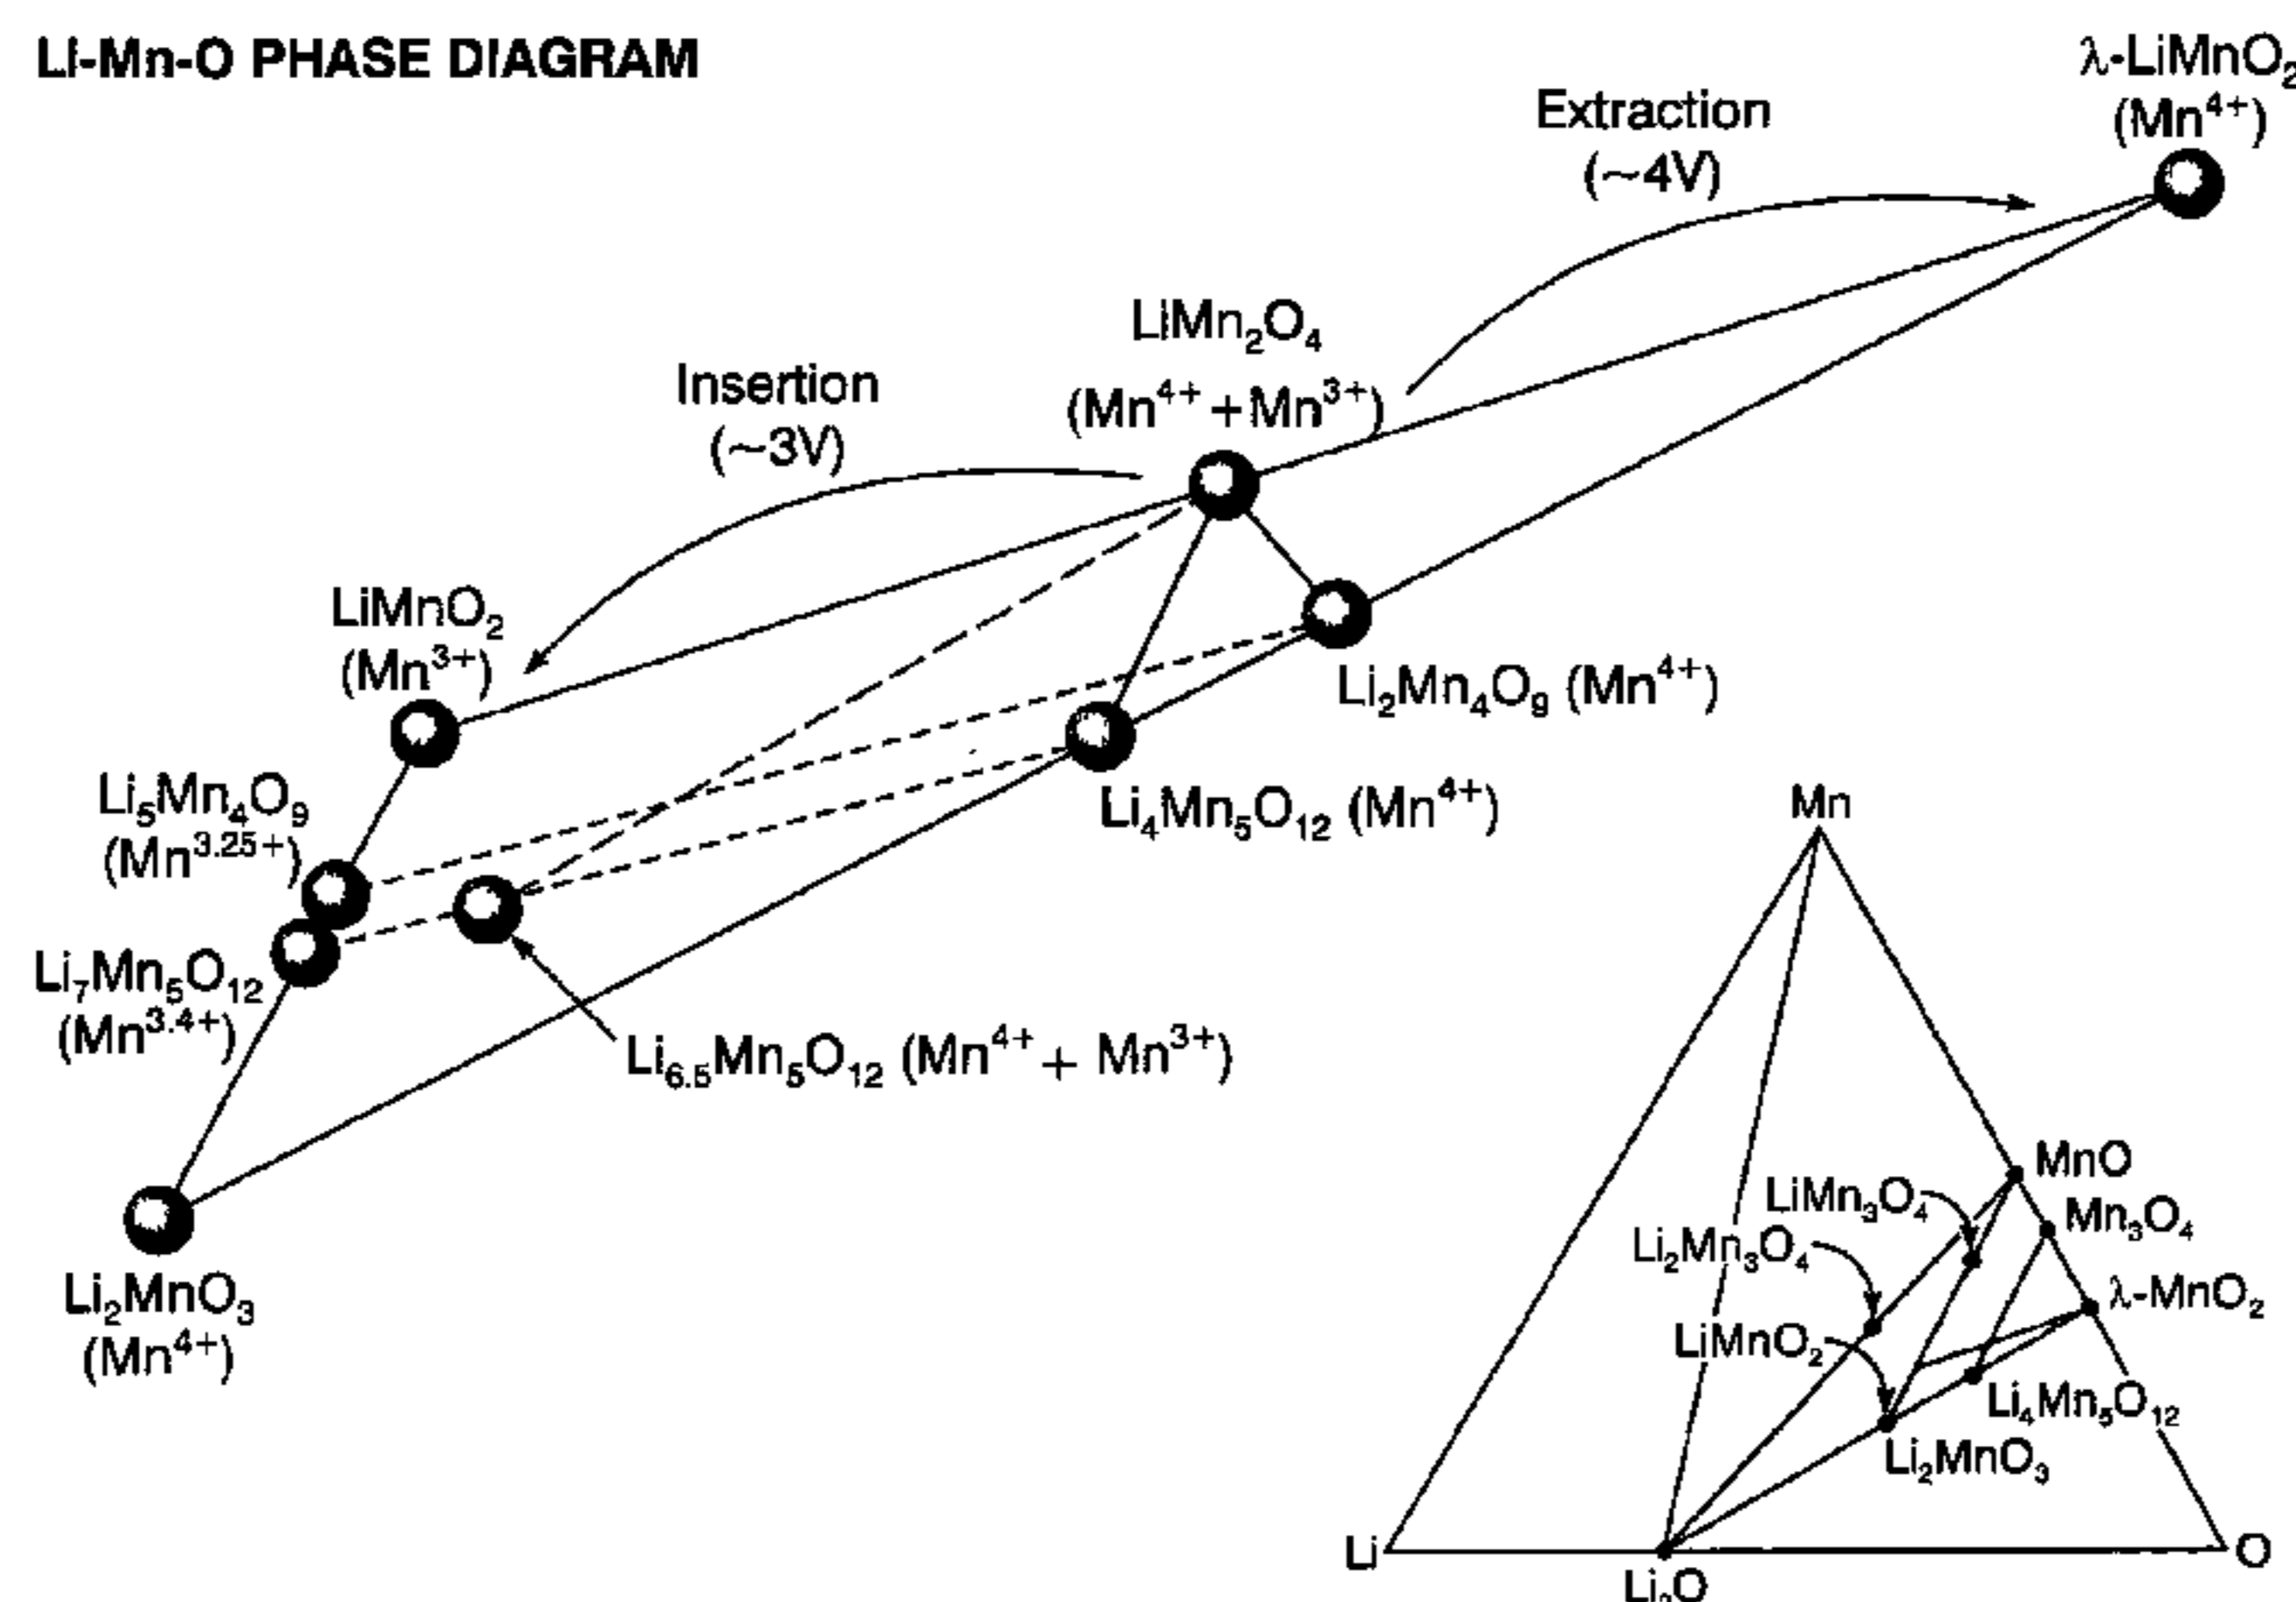 LI-Mn-O PHASE DIAGRAM
λ-LiMnO₂
(Mn⁴⁺)
Extraction
(~4V)
LiMn₂O₄
(Mn⁴⁺ + Mn³⁺)
Insertion
(~3V)
LiMnO₂
(Mn³⁺)
Li₂Mn₄O₉ (Mn⁴⁺)
Li₅Mn₄O₉
(Mn³·²⁵⁺)
Li₄Mn₅O₁₂ (Mn⁴⁺)
Li₇Mn₅O₁₂
(Mn³·⁴⁺)
Li₆.₅Mn₅O₁₂ (Mn⁴⁺ + Mn³⁺)
Li₂MnO₃
(Mn⁴⁺)
Mn
MnO
LiMn₃O₄
Mn₃O₄
Li₂Mn₃O₄
λ-MnO₂
LiMnO₂
Li₄Mn₅O₁₂
Li₂MnO₃
Li
O
Li₂O